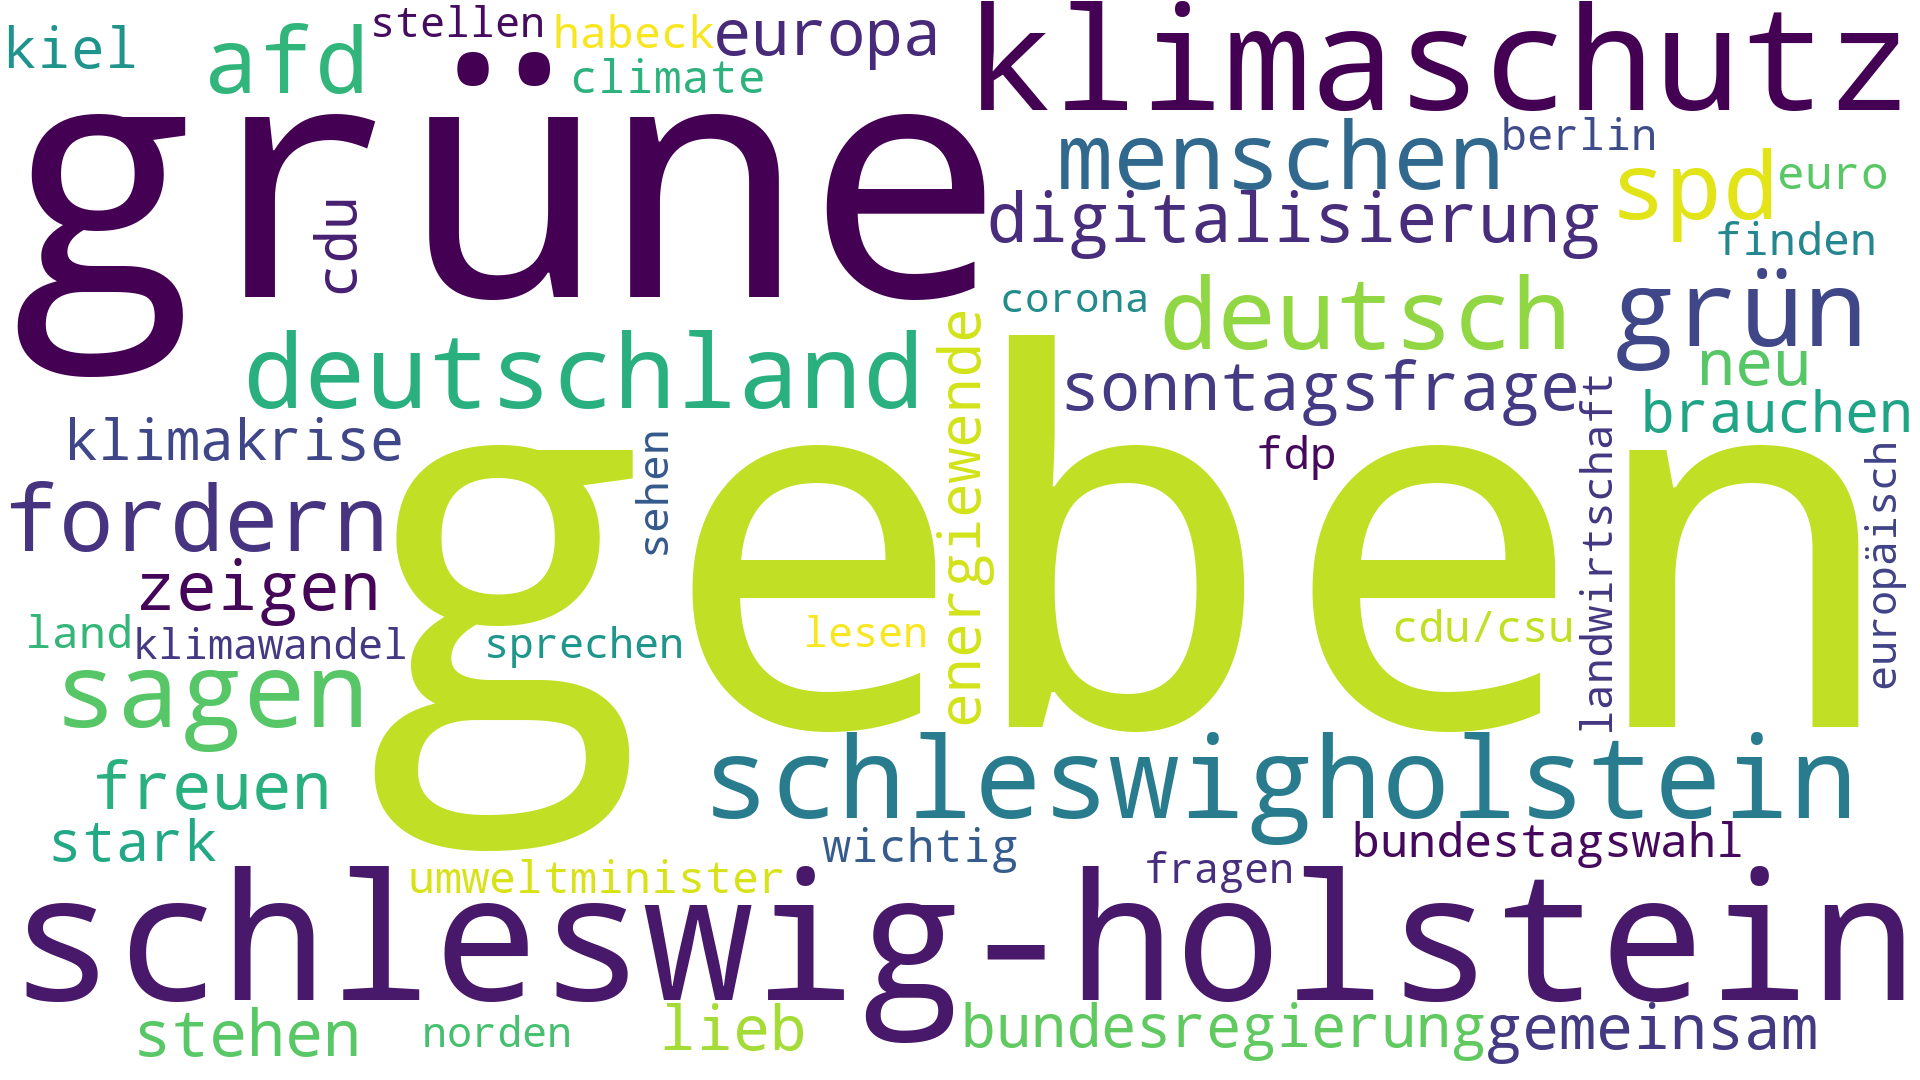 kiel
afd
stellen
habeck
europa
climate
klimaschutz
grüne
cdu
menschen
berlin
spd
euro
digitalisierung
finden
corona
deutsch
grün
deutschland
energiewende
sonntagsfrage
neu
brauchen
klimakrise
fdp
landwirtschaft
europäisch
fordern
sehen
geben
zeigen
land
klimawandel
sprechen
lesen
cdu/csu
sagen
freuen
schleswigholstein
stark
wichtig
bundestagswahl
umweltminister
fragen
schleswig-holstein
stehen
norden
lieb
bundesregierung
gemeinsam